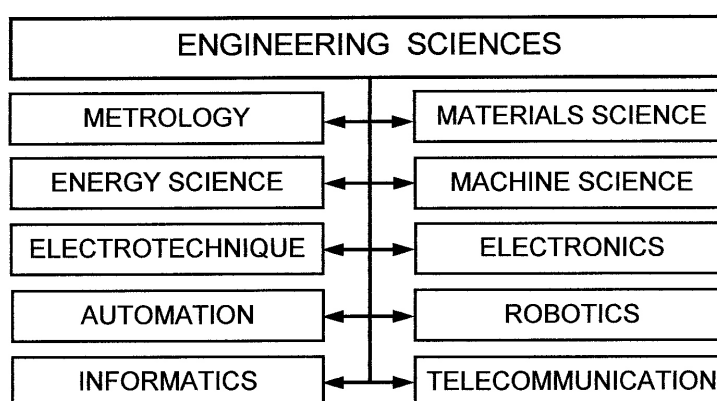 ENGINEERING SCIENCES
METROLOGY
MATERIALS SCIENCE
ENERGY SCIENCE
MACHINE SCIENCE
ELECTROTECHNIQUE
ELECTRONICS
AUTOMATION
ROBOTICS
INFORMATICS
TELECOMMUNICATION